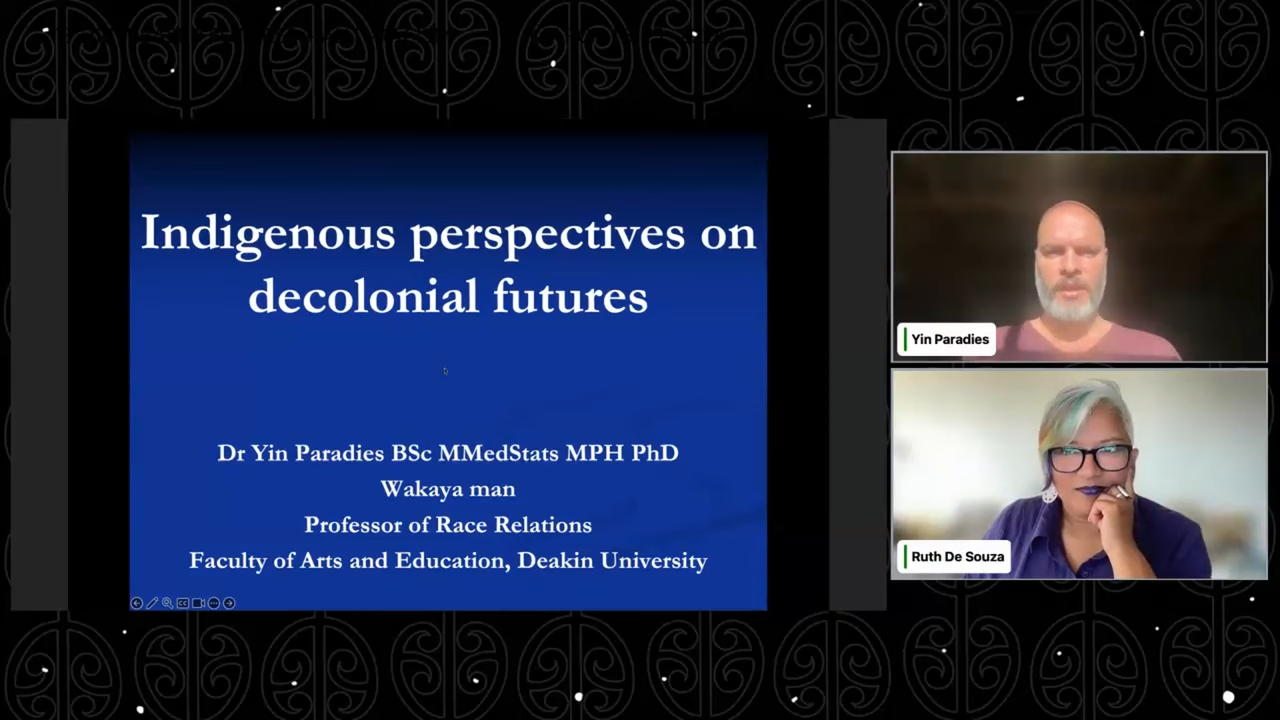 Indigenous perspectives on
decolonial futures
Dr Yin Paradies BSc MMedStats MPH PhD
Wakaya man
Professor of Race Relations
Faculty of Arts and Education, Deakin University
Yin Paradies
Ruth De Souza